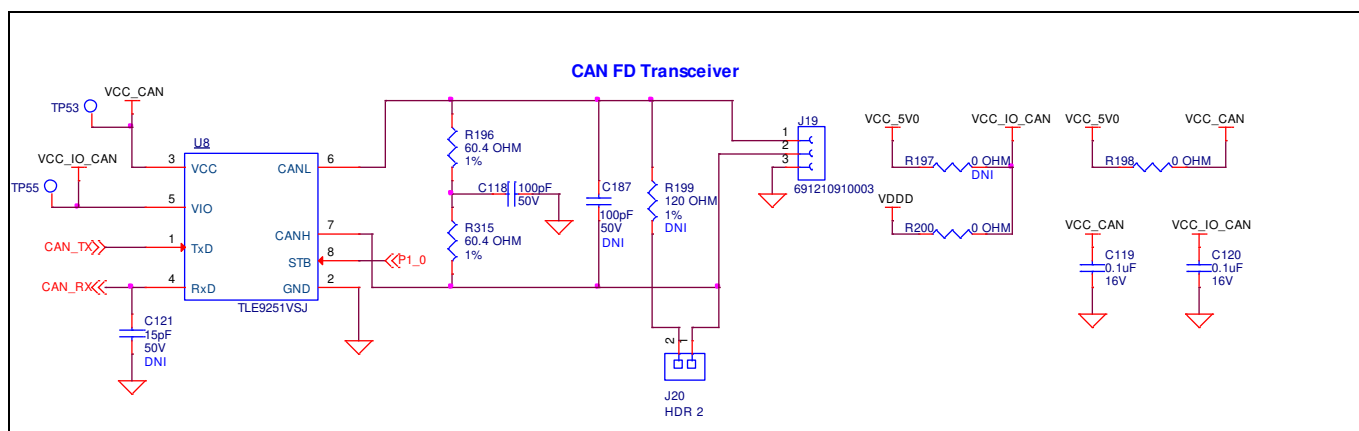 CAN FD Transceiver
TP53
VCC_CAN
U8
VCC_IO_CAN
TP55
3
VCC
CANL
6
5
VIO
CAN_TX
1
TxD
CANH
7
STB
8
P1_0
CAN_RX
4
RxD
GND
2
TLE9251VSJ
C121
15pF
50V
DNI
R196
60.4 OHM
1%
C118
100pF
50V
R315
60.4 OHM
1%
C187
100pF
50V
DNI
R199
120 OHM
1%
DNI
J19
1
2
3
691210910003
2
1
J20
HDR 2
VCC_5V0
VCC_IO_CAN
R197
0 OHM
DNI
VDDD
R200
0 OHM
VCC_5V0
VCC_CAN
R198
0 OHM
VCC_CAN
C119
0.1uF
16V
VCC_IO_CAN
C120
0.1uF
16V